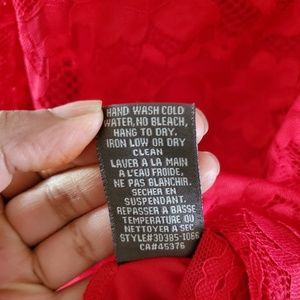 HAND WASH COLD
WATER, NO BLEACH,
HANG TO DRY,
IRON LOW OR DRY
CLEAN
LAVER A LA MAIN
A L'EAU FROIDE,
NE PAS BLANCHIR,
SECHER EN
SUSPENDANT,
REPASSER A BASSE
TEMPERATURE OU
NETTOYER A SEC
STYLE#3D385-1066
CA#45376